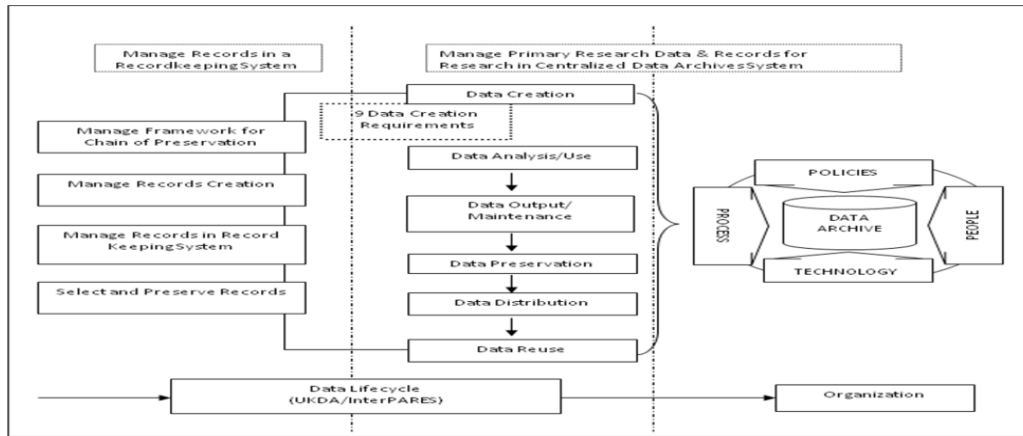 Manage Records in a
RecordkeepingSystem
Manage Primary Research Data & Records for
Research in Centralized Data ArchivesSystem
Data Creation
9 Data Creation
Requirements
Manage Framework for
Chain of Preservation
Manage Records Creation
Manage Records in Record
KeepingSystem
Select and Preserve Records
Data Analysis/Use
Data Output/
Maintenance
Data Preservation
Data Distribution
Data Reuse
POLICIES
PROCESS
DATA
ARCHIVE
PEOPLE
TECHNOLOGY
Data Lifecycle
(UKDA/InterPARES)
Organization